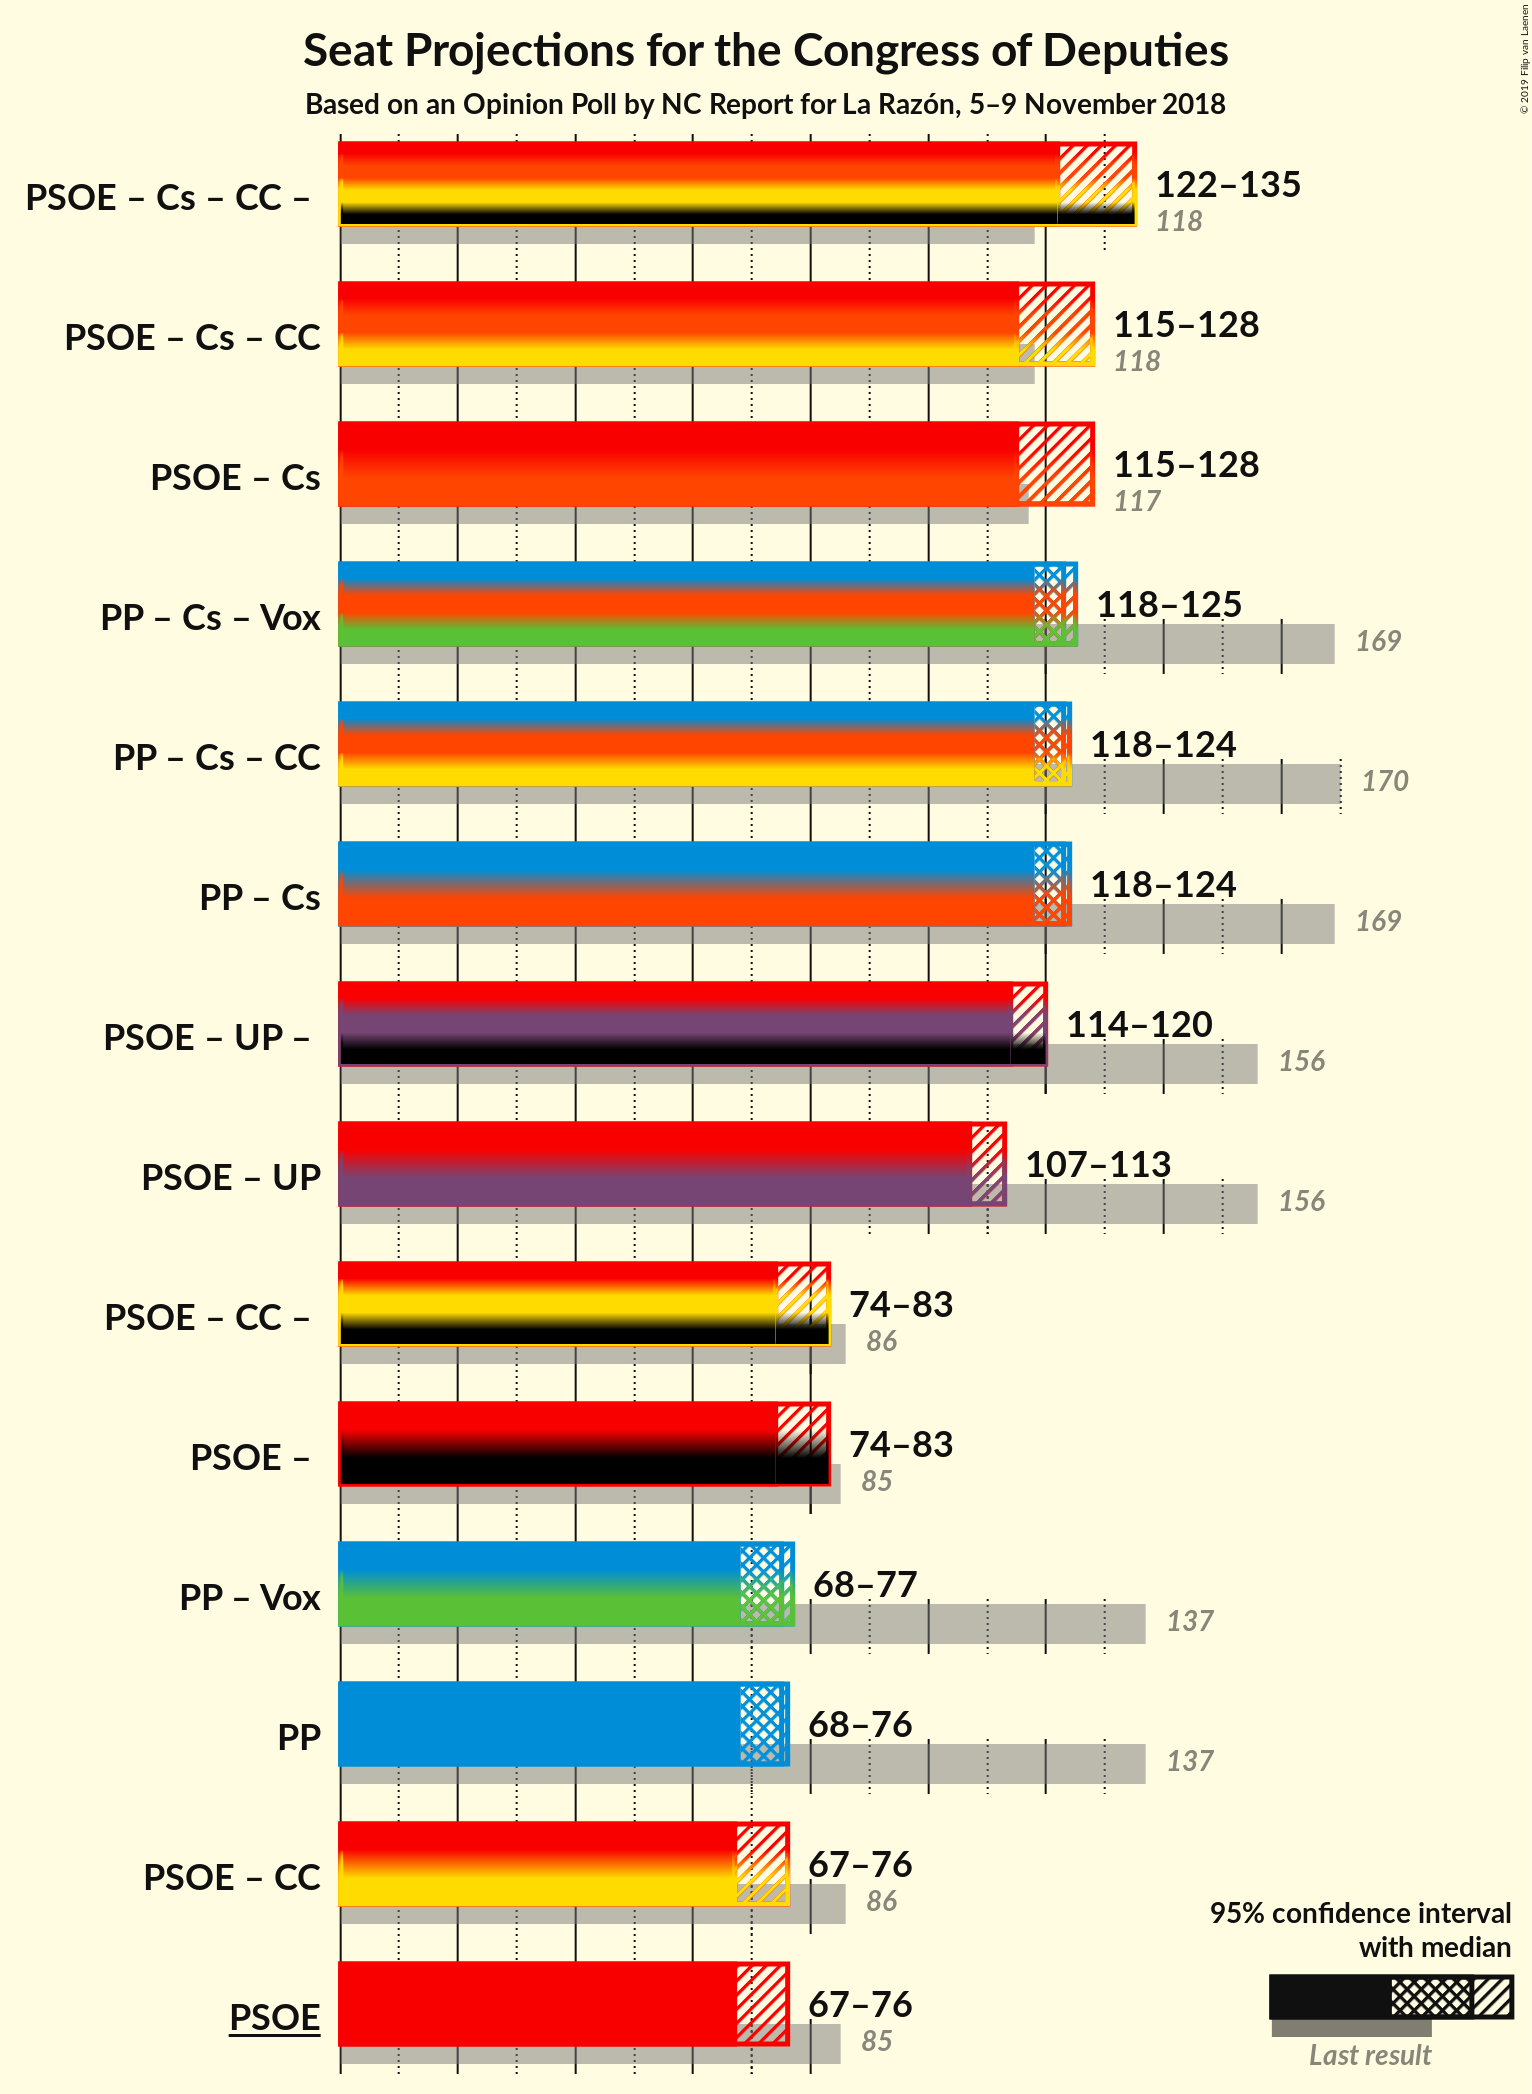 Seat Projections for the Congress of Deputies
Based on an Opinion Poll by NC Report for La Razón, 5–9 November 2018
© 2019 Filip van Laenen
PSOE – Cs – CC –
122–135
118
PSOE – Cs – CC
115–128
118
PSOE – Cs
115–128
117
PP – Cs – Vox
118–125
169
PP – Cs – CC
118–124
170
PP – Cs
118–124
169
PSOE – UP –
114–120
156
PSOE – UP
107–113
156
PSOE – CC –
74–83
86
PSOE –
74–83
85
PP – Vox
68–77
137
PP
68–76
137
PSOE – CC
67–76
86
PSOE
67–76
85
95% confidence interval
with median
Last result